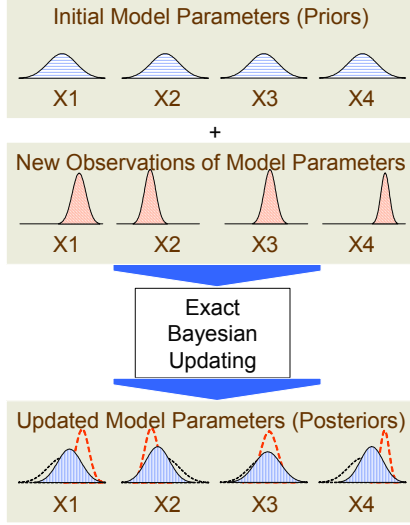 Initial Model Parameters (Priors)
X1 X2 X3 X4
+
New Observations of Model Parameters
X1 X2 X3 X4
Exact
Bayesian
Updating
Updated Model Parameters (Posteriors)
X1 X2 X3 X4